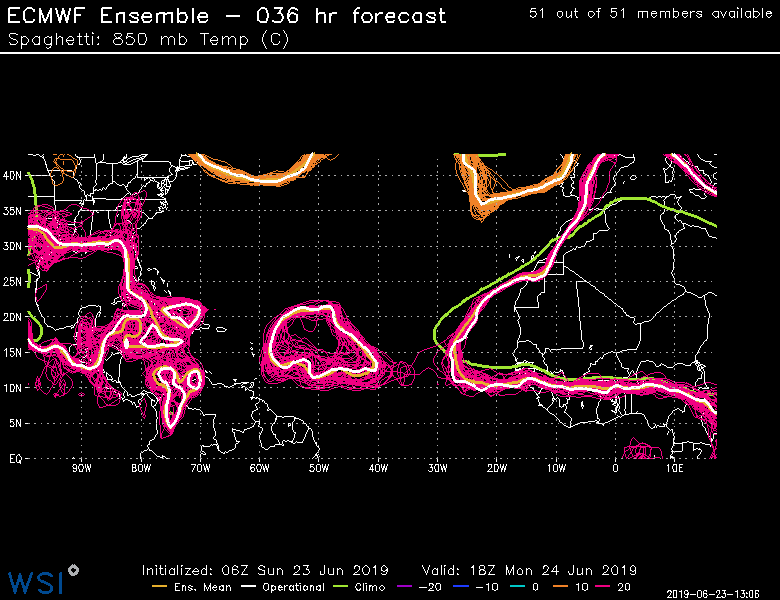 ECMWF Ensemble – 036 hr forecast
51 out of 51 members available
Spaghetti: 850 mb Temp (C)
40N
35N
30N
25N
20N
15N
10N
5N
EQ
90W 80W 70W 60W 50W 40W 30W 20W 10W 0 10E
Initialized: 06Z Sun 23 Jun 2019 Valid: 18Z Mon 24 Jun 2019
WSI
Ens. Mean Operational Climo -20 -10 0 10 20
2019-06-23-13:06